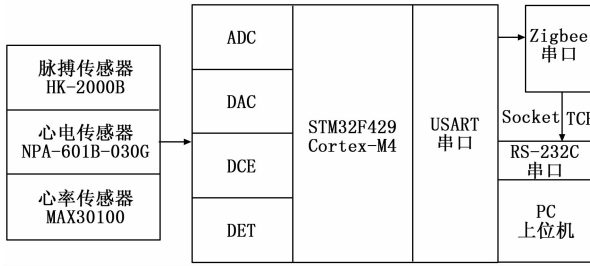 脉搏传感器
HK-2000B
心电传感器
NPA-601B-030G
心率传感器
MAX30100
ADC
DAC
DCE
DET
STM32F429
Cortex-M4
USART
串口
Zigbee
串口
Socket TCP
RS-232C
串口
PC
上位机